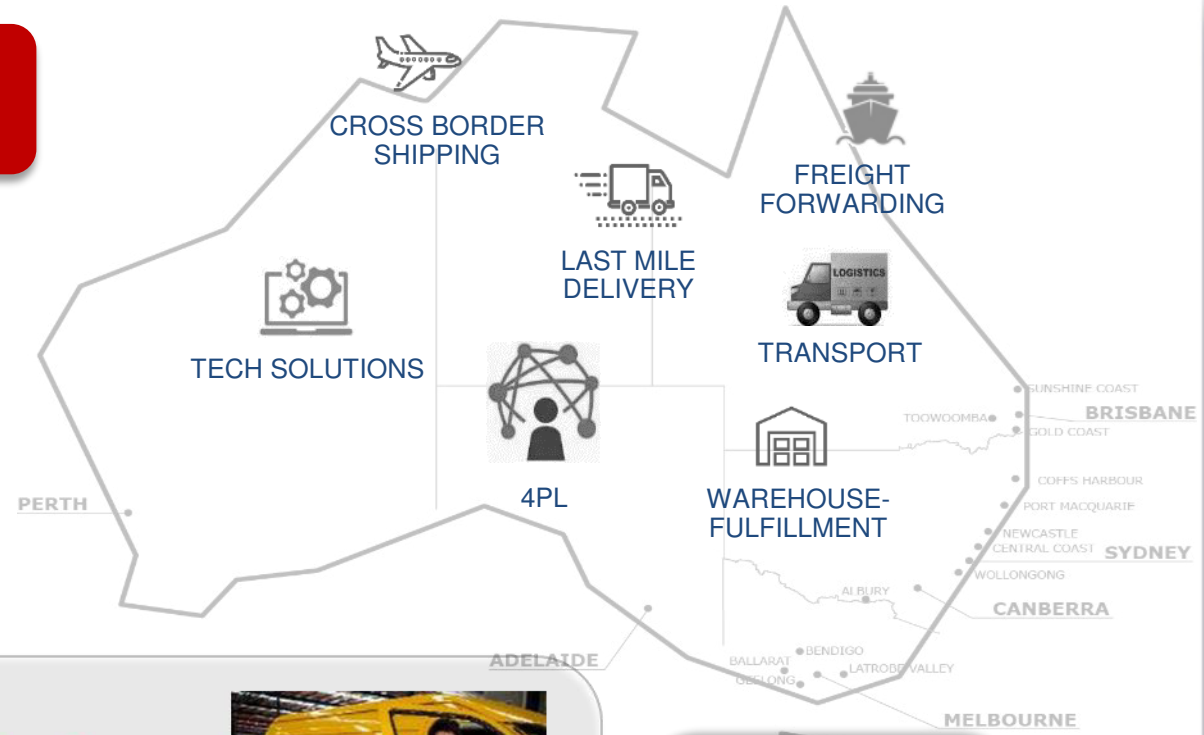 CROSS BORDER
SHIPPING
FREIGHT
FORWARDING
LAST MILE
DELIVERY
LOGISTICS
TRANSPORT
TECH SOLUTIONS
SUNSHINE COAST
TOOWOOMBA
BRISBANE
GOLD COAST
4PL
WAREHOUSE-
FULFILLMENT
COFFS HARBOUR
PERTH
PORT MACQUARIE
NEWCASTLE
CENTRAL COAST
SYDNEY
WOLLONGONG
ALBURY
CANBERRA
ADELAIDE
BENDIGO
BALLARAT
LATROBE VALLEY
GEELONG
MELBOURNE